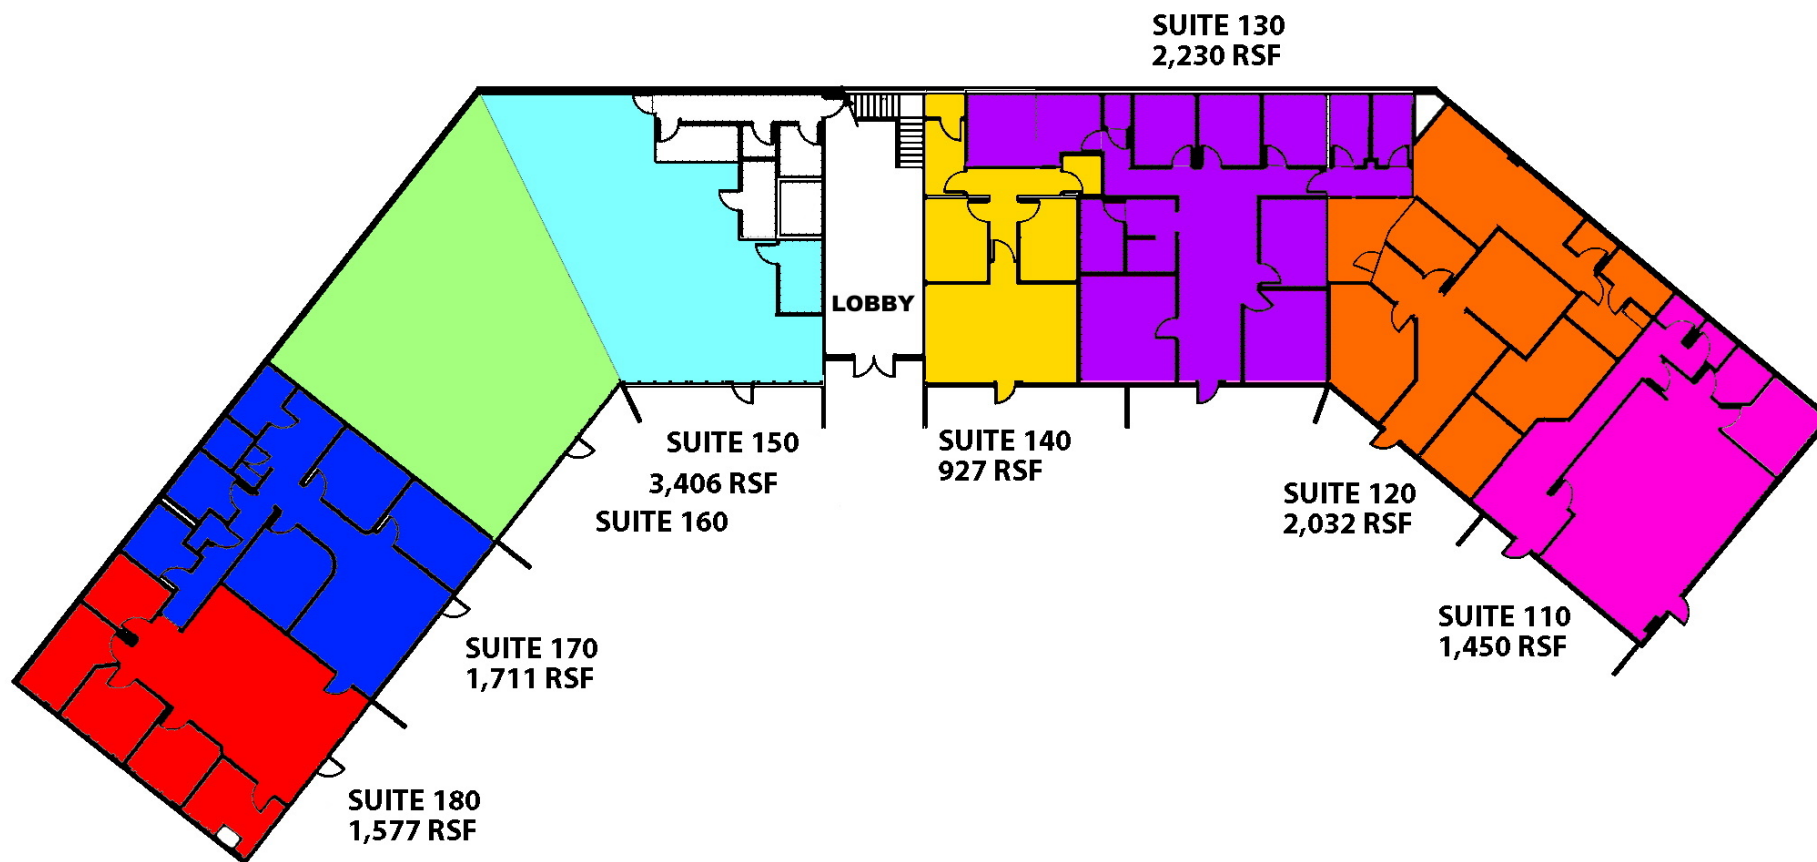 SUITE 130
2,230 RSF
LOBBY
SUITE 150
3,406 RSF
SUITE 160
SUITE 140
927 RSF
SUITE 120
2,032 RSF
SUITE 110
1,450 RSF
SUITE 170
1,711 RSF
SUITE 180
1,577 RSF